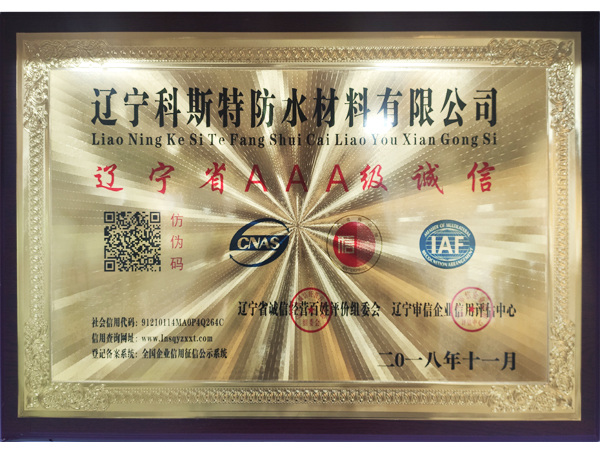 辽宁科斯特防水材料有限公司
Liao Ning Ke Si Te Fang Shui Cai Liao You Xian Gong Si
辽宁省AAA级诚信
仿伪码
CNAS
信
IAF
辽宁省诚信经营百姓评价组委会 辽宁审信企业信用评估中心
社会信用代码：91210114MA0P4Q264C
信用查询网址：www.lnsqyzxxt.com
登记备案系统：全国企业信用征信公示系统
二〇一八年十一月